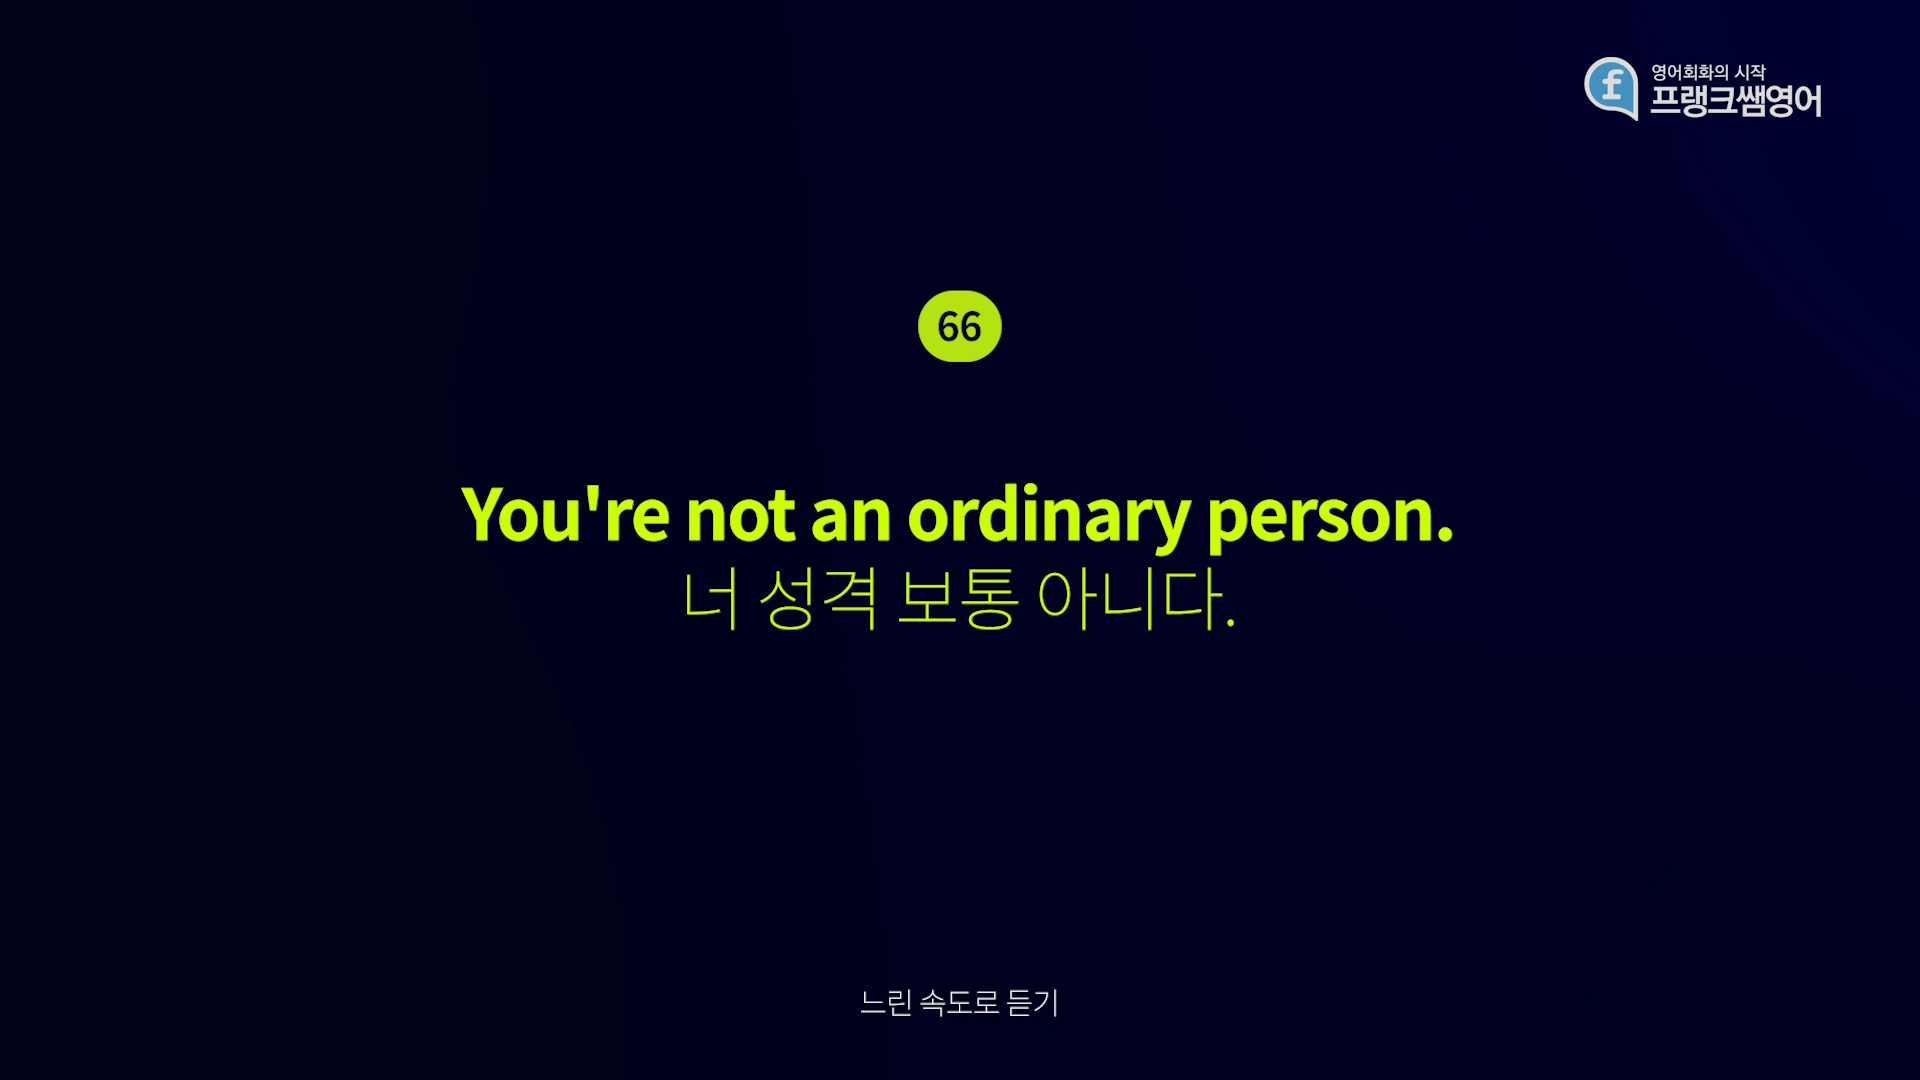 영어회화의 시작
프랭크쌤영어
66
You're not an ordinary person.
너 성격 보통 아니다.
느린 속도로 듣기